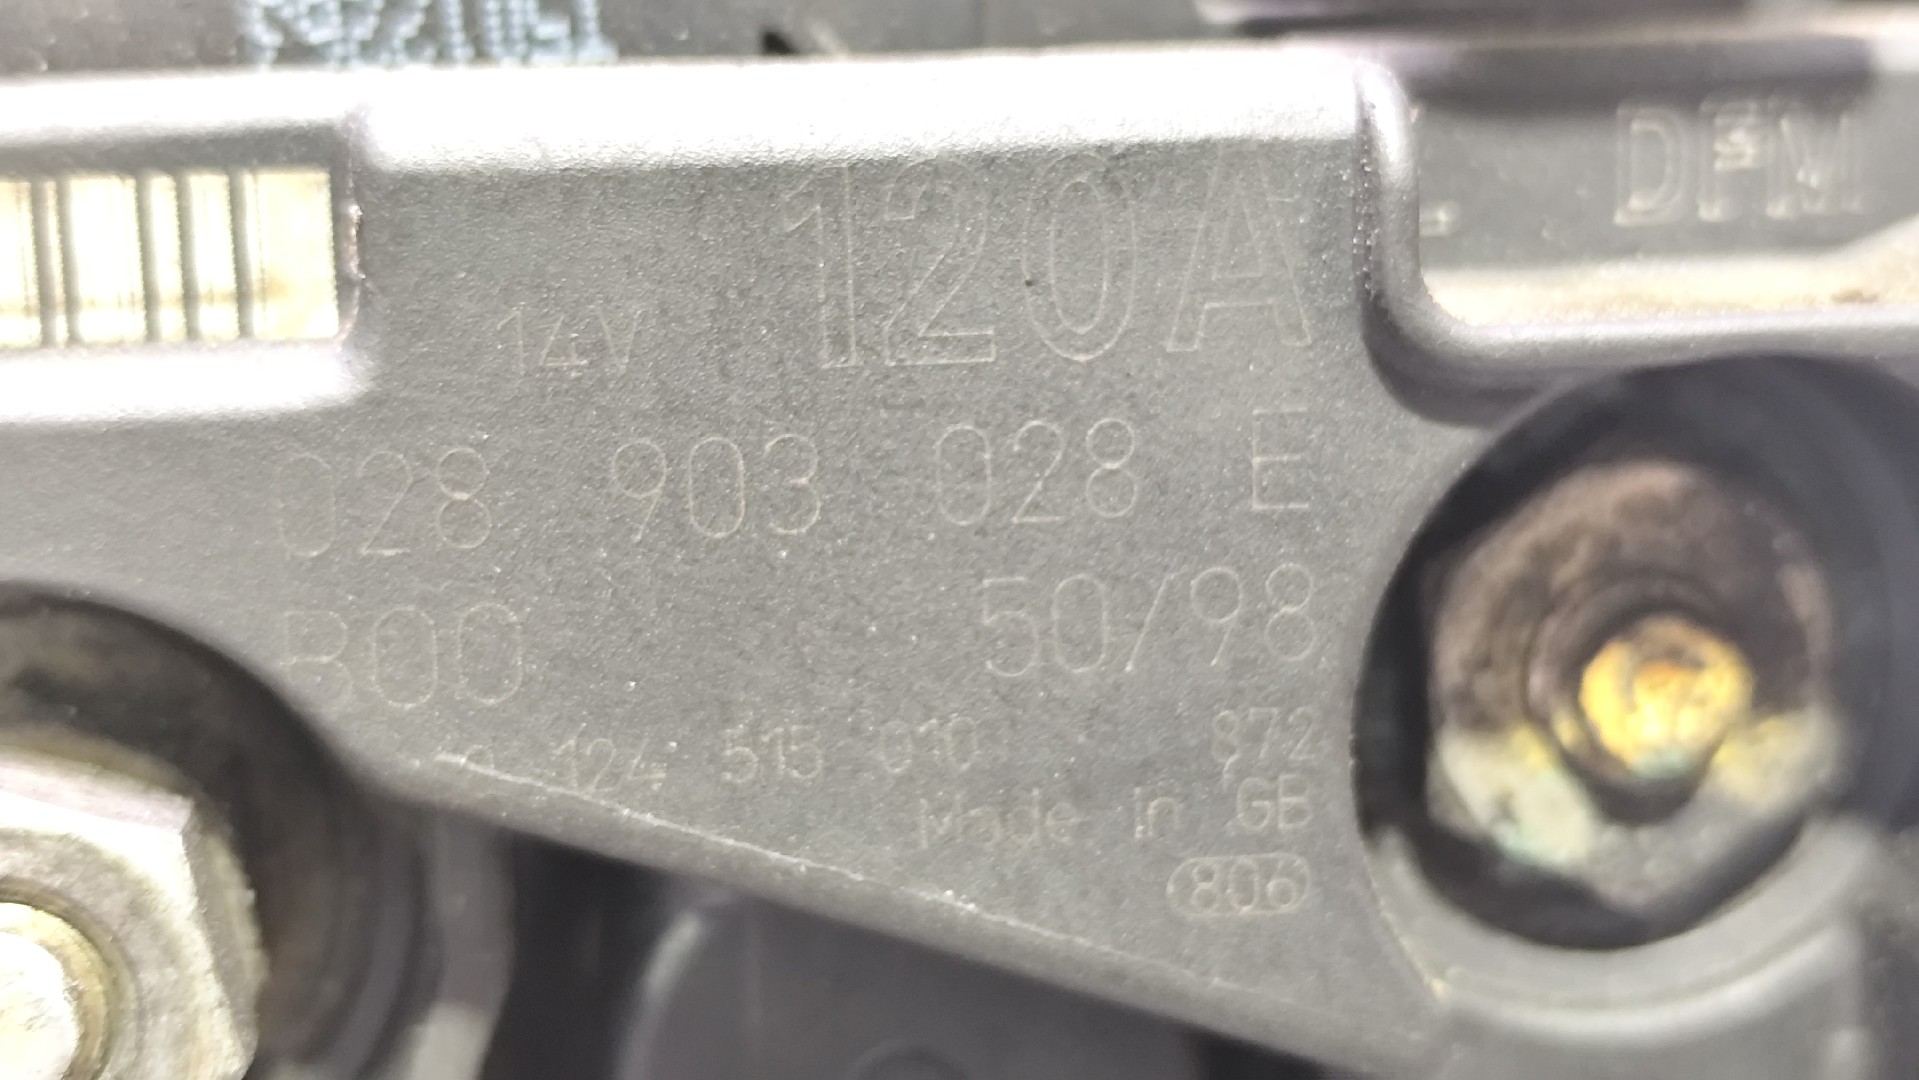 120A
DFM
14V
028 903 028 E
B00 50/98
124 515 010 872
Made in GB
806